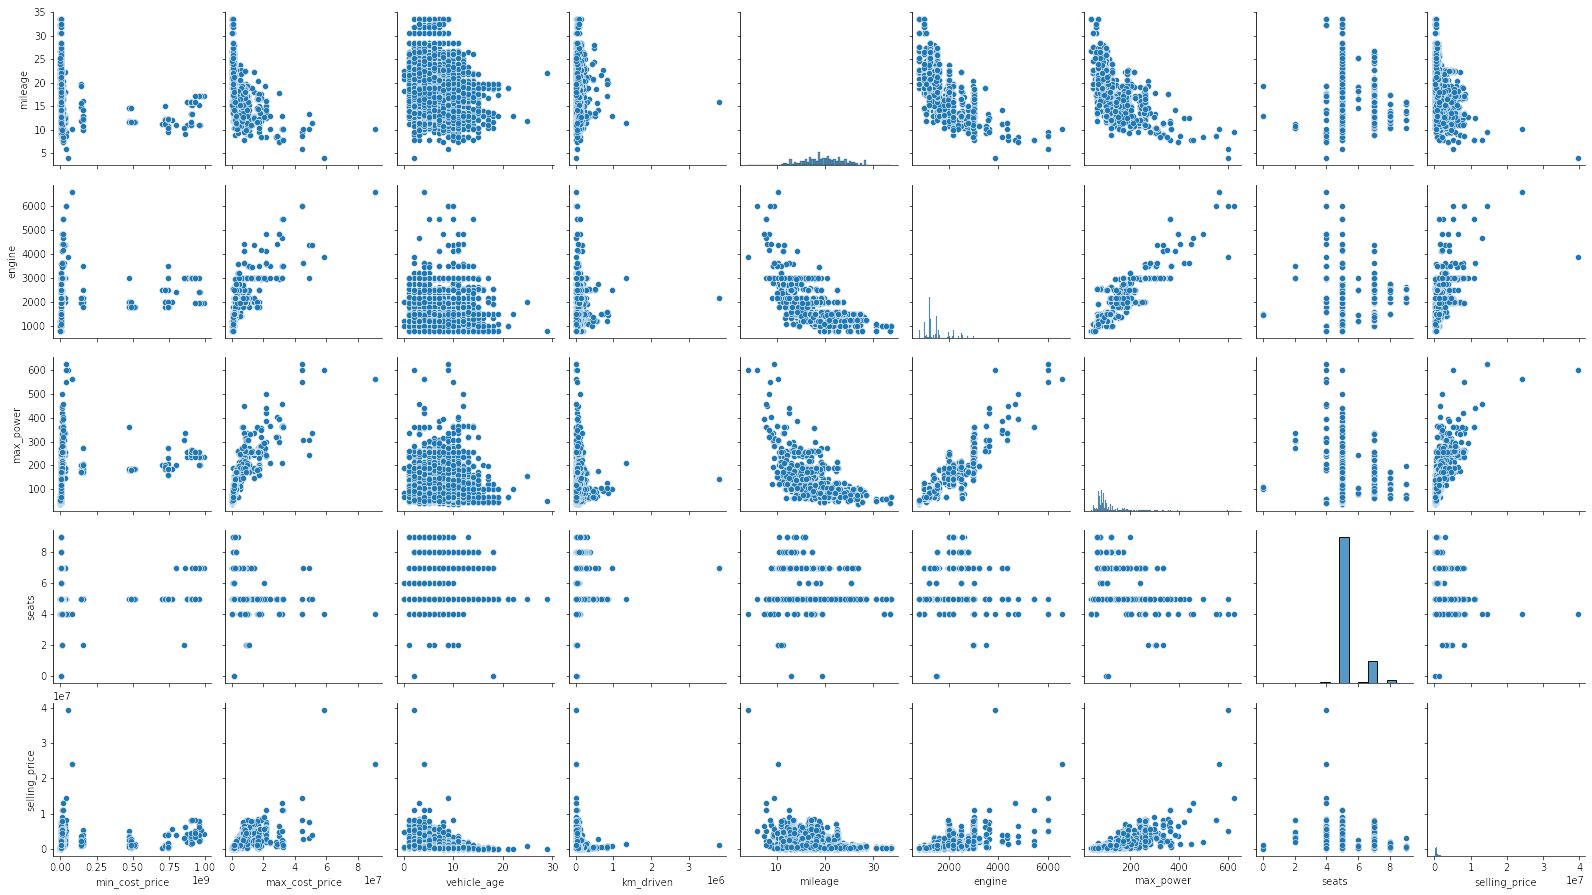 35
30
25
20
15
10
5
mileage
6000
5000
4000
3000
2000
1000
engine
600
500
400
300
200
100
max_power
8
6
4
2
0
seats
1e7
4
3
2
1
0
selling_price
0.00 0.25 0.50 0.75 1.00
1e9
min_cost_price
0 2 4 6 8
1e7
max_cost_price
0 10 20 30
vehicle_age
0 1 2 3
1e6
km_driven
10 20 30
mileage
2000 4000 6000
engine
200 400 600
max_power
0 2 4 6 8
seats
0 1 2 3 4
1e7
selling_price